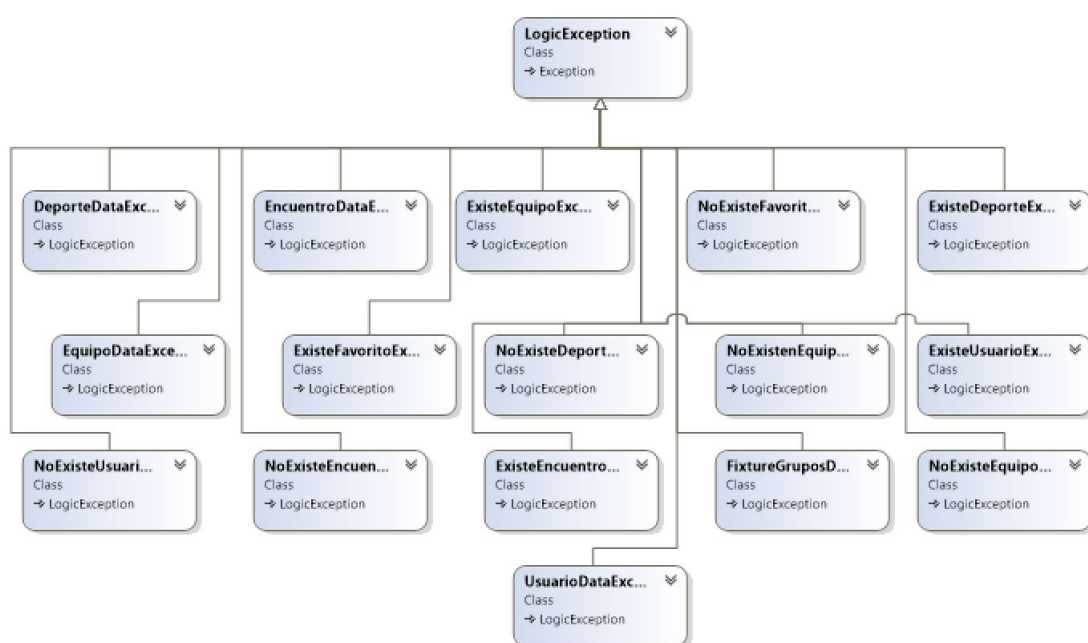 LogicException
Class
→ Exception
DeporteDataExc...
Class
→ LogicException
EncuentroDataE...
Class
→ LogicException
ExisteEquipoExc...
Class
→ LogicException
NoExisteFavorit...
Class
→ LogicException
ExisteDeporteEx...
Class
→ LogicException
EquipoDataExce...
Class
→ LogicException
ExisteFavoritoEx...
Class
→ LogicException
NoExisteDeport...
Class
→ LogicException
NoExistenEquip...
Class
→ LogicException
ExisteUsuarioEx...
Class
→ LogicException
NoExisteUsuari...
Class
→ LogicException
NoExisteEncuen...
Class
→ LogicException
ExisteEncuentro...
Class
→ LogicException
FixtureGruposD...
Class
→ LogicException
NoExisteEquipo...
Class
→ LogicException
UsuarioDataExc...
Class
→ LogicException